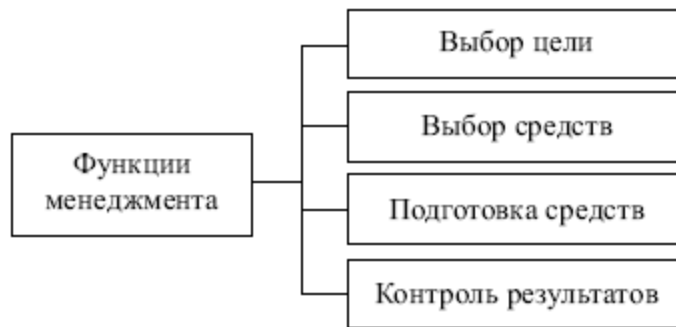 Выбор цели
Выбор средств
Функции
менеджмента
Подготовка средств
Контроль результатов